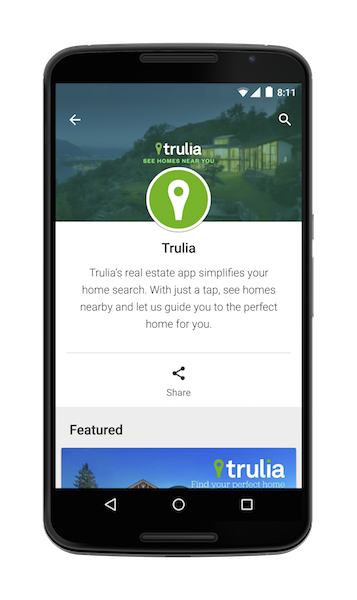 8:11
trulia
SEE HOMES NEAR YOU
Trulia
Trulia's real estate app simplifies your
home search. With just a tap, see homes
nearby and let us guide you to the perfect
home for you.
Share
Featured
trulia
Find your perfect home